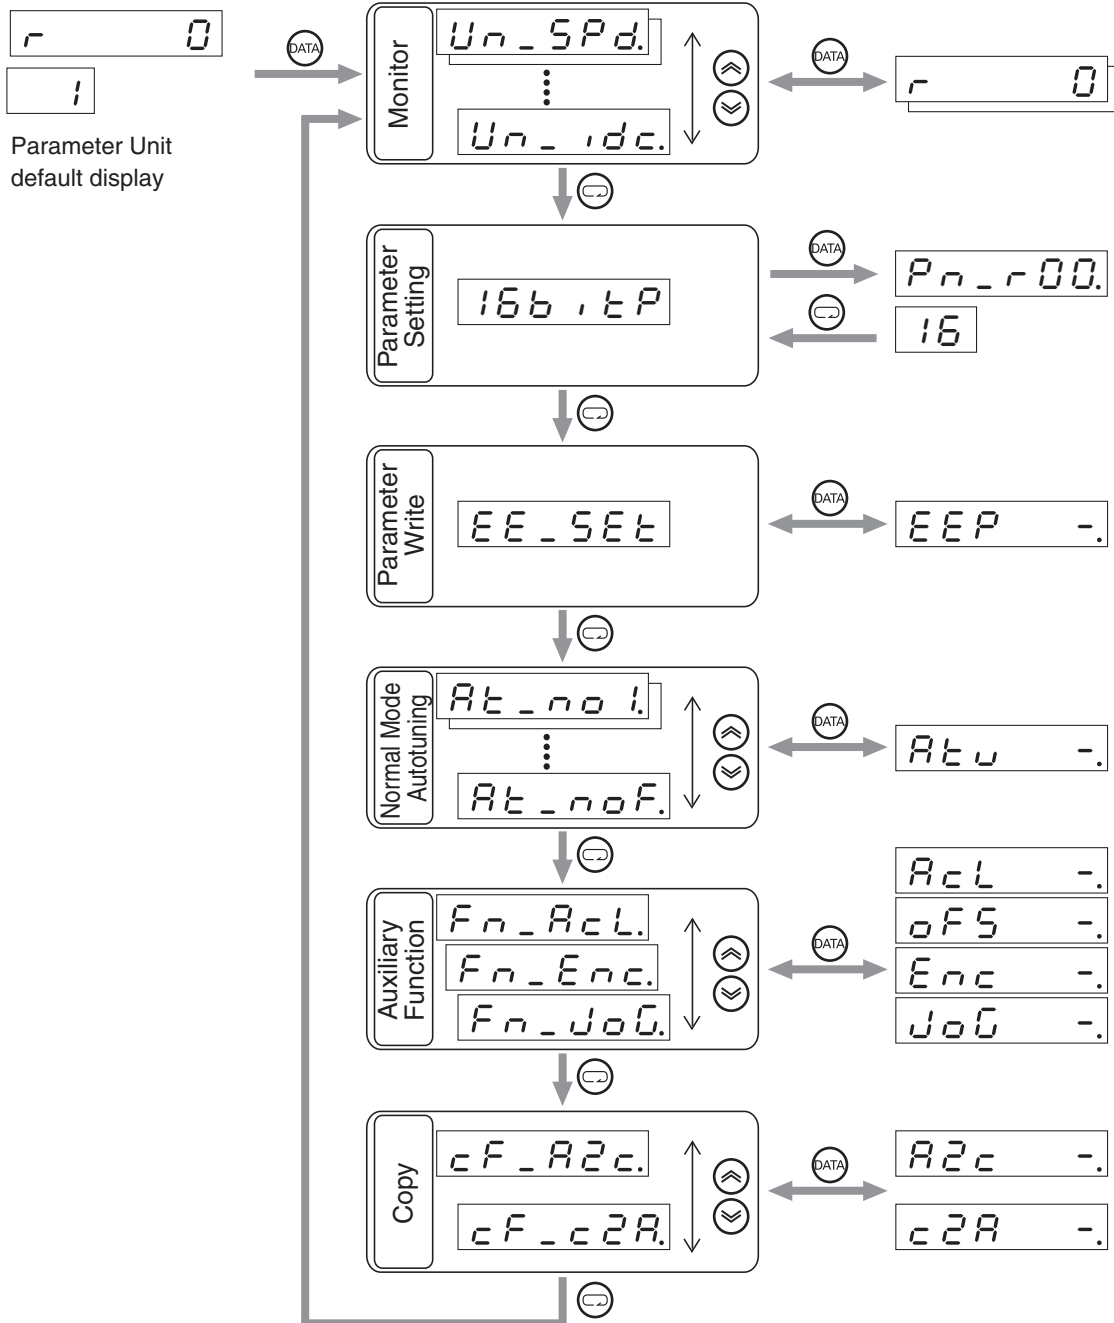 r 0
1
Parameter Unit
default display
DATA
Monitor
Un_SPd.
Un_idc.
DATA
r 0
Parameter
Setting
16bitP
DATA
Pn_r00.
16
Parameter
Write
EE_SEt
DATA
EEP -.
Normal Mode
Autotuning
At_no1.
At_noF.
DATA
Atu -.
Auxiliary
Function
Fn_AcL.
Fn_Enc.
Fn_JoG.
DATA
AcL -.
oFS -.
Enc -.
JoG -.
Copy
cF_A2c.
cF_c2A.
DATA
A2c -.
c2A -.